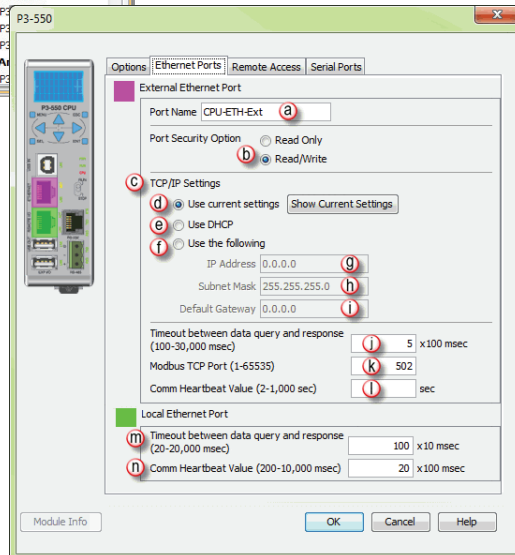 P3-550
Options Ethernet Ports Remote Access Serial Ports
External Ethernet Port
Port Name CPU-ETH-Ext a
Port Security Option Read Only
b Read/Write
c TCP/IP Settings
d Use current settings Show Current Settings
e Use DHCP
f Use the following
IP Address 0.0.0.0 g
Subnet Mask 255.255.255.0 h
Default Gateway 0.0.0.0 i
Timeout between data query and response
(100-30,000 msec) j 5 x100 msec
Modbus TCP Port (1-65535) k 502
Comm Heartbeat Value (2-1,000 sec) l sec
Local Ethernet Port
m Timeout between data query and response
(20-20,000 msec) 100 x10 msec
n Comm Heartbeat Value (200-10,000 msec) 20 x100 msec
P3-550 CPU
MENU ESC
Module Info OK Cancel Help